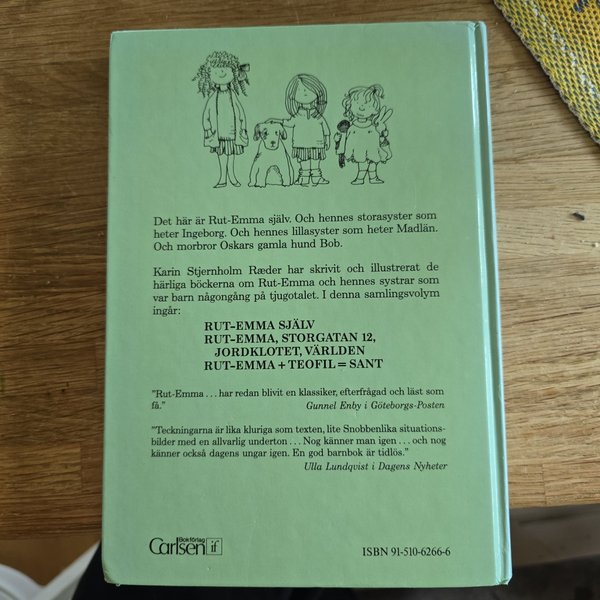 Det här är Rut-Emma själv. Och hennes storasyster som
heter Ingeborg. Och hennes lillasyster som heter Madlän.
Och morbror Oskars gamla hund Bob.
Karin Stjernholm Ræder har skrivit och illustrerat de
härliga böckerna om Rut-Emma och hennes systrar som
var barn någongång på tjugotalet. I denna samlingsvolym
ingår:
RUT–EMMA SJÄLV
RUT–EMMA, STORGATAN 12,
JORDKLOTET, VÄRLDEN
RUT–EMMA + TEOFIL = SANT
”Rut-Emma . . . har redan blivit en klassiker, efterfrågad och läst som
få.” Gunnel Enby i Göteborgs-Posten
”Teckningarna är lika kluriga som texten, lite Snobbenlika situations-
bilder med en allvarlig underton . . . Nog känner man igen . . . och nog
känner också dagens ungar igen. En god barnbok är tidlös.”
Ulla Lundqvist i Dagens Nyheter
Bokförlag
Carlsen if
ISBN 91-510-6266-6